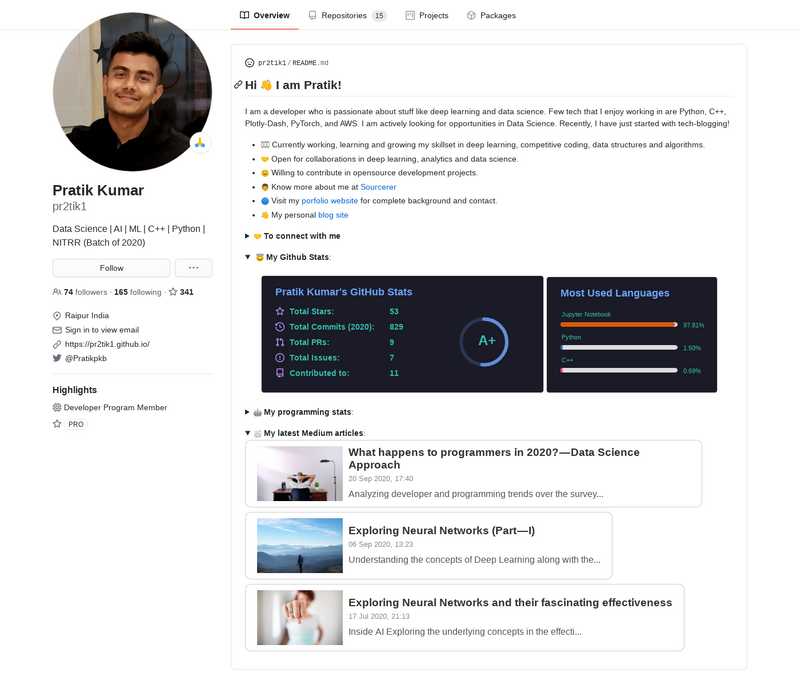 Overview
Repositories 15
Projects
Packages
Pratik Kumar
pr2tik1
Data Science | AI | ML | C++ | Python |
NITRR (Batch of 2020)
Follow
...
74 followers · 165 following · 341
Raipur India
Sign in to view email
https://pr2tik1.github.io/
@Pratikpkb
Highlights
Developer Program Member
PRO
pr2tik1/README.md
Hi 👋 I am Pratik!
I am a developer who is passionate about stuff like deep learning and data science. Few tech that I enjoy working in are Python, C++,
Plotly-Dash, PyTorch, and AWS. I am actively looking for opportunities in Data Science. Recently, I have just started with tech-blogging!
Currently working, learning and growing my skillset in deep learning, competitive coding, data structures and algorithms.
Open for collaborations in deep learning, analytics and data science.
Willing to contribute in opensource development projects.
Know more about me at Sourcerer
Visit my porfolio website for complete background and contact.
My personal blog site
To connect with me
My Github Stats:
Pratik Kumar's GitHub Stats
Total Stars: 53
Total Commits (2020): 829
Total PRs: 9
Total Issues: 7
Contributed to: 11
A+
Most Used Languages
Jupyter Notebook
97.81%
Python
1.50%
C++
0.69%
My programming stats:
My latest Medium articles:
What happens to programmers in 2020? — Data Science
Approach
20 Sep 2020, 17:40
Analyzing developer and programming trends over the survey...
Exploring Neural Networks (Part — I)
06 Sep 2020, 13:23
Understanding the concepts of Deep Learning along with the...
Exploring Neural Networks and their fascinating effectiveness
17 Jul 2020, 21:13
Inside AI Exploring the underlying concepts in the effecti...